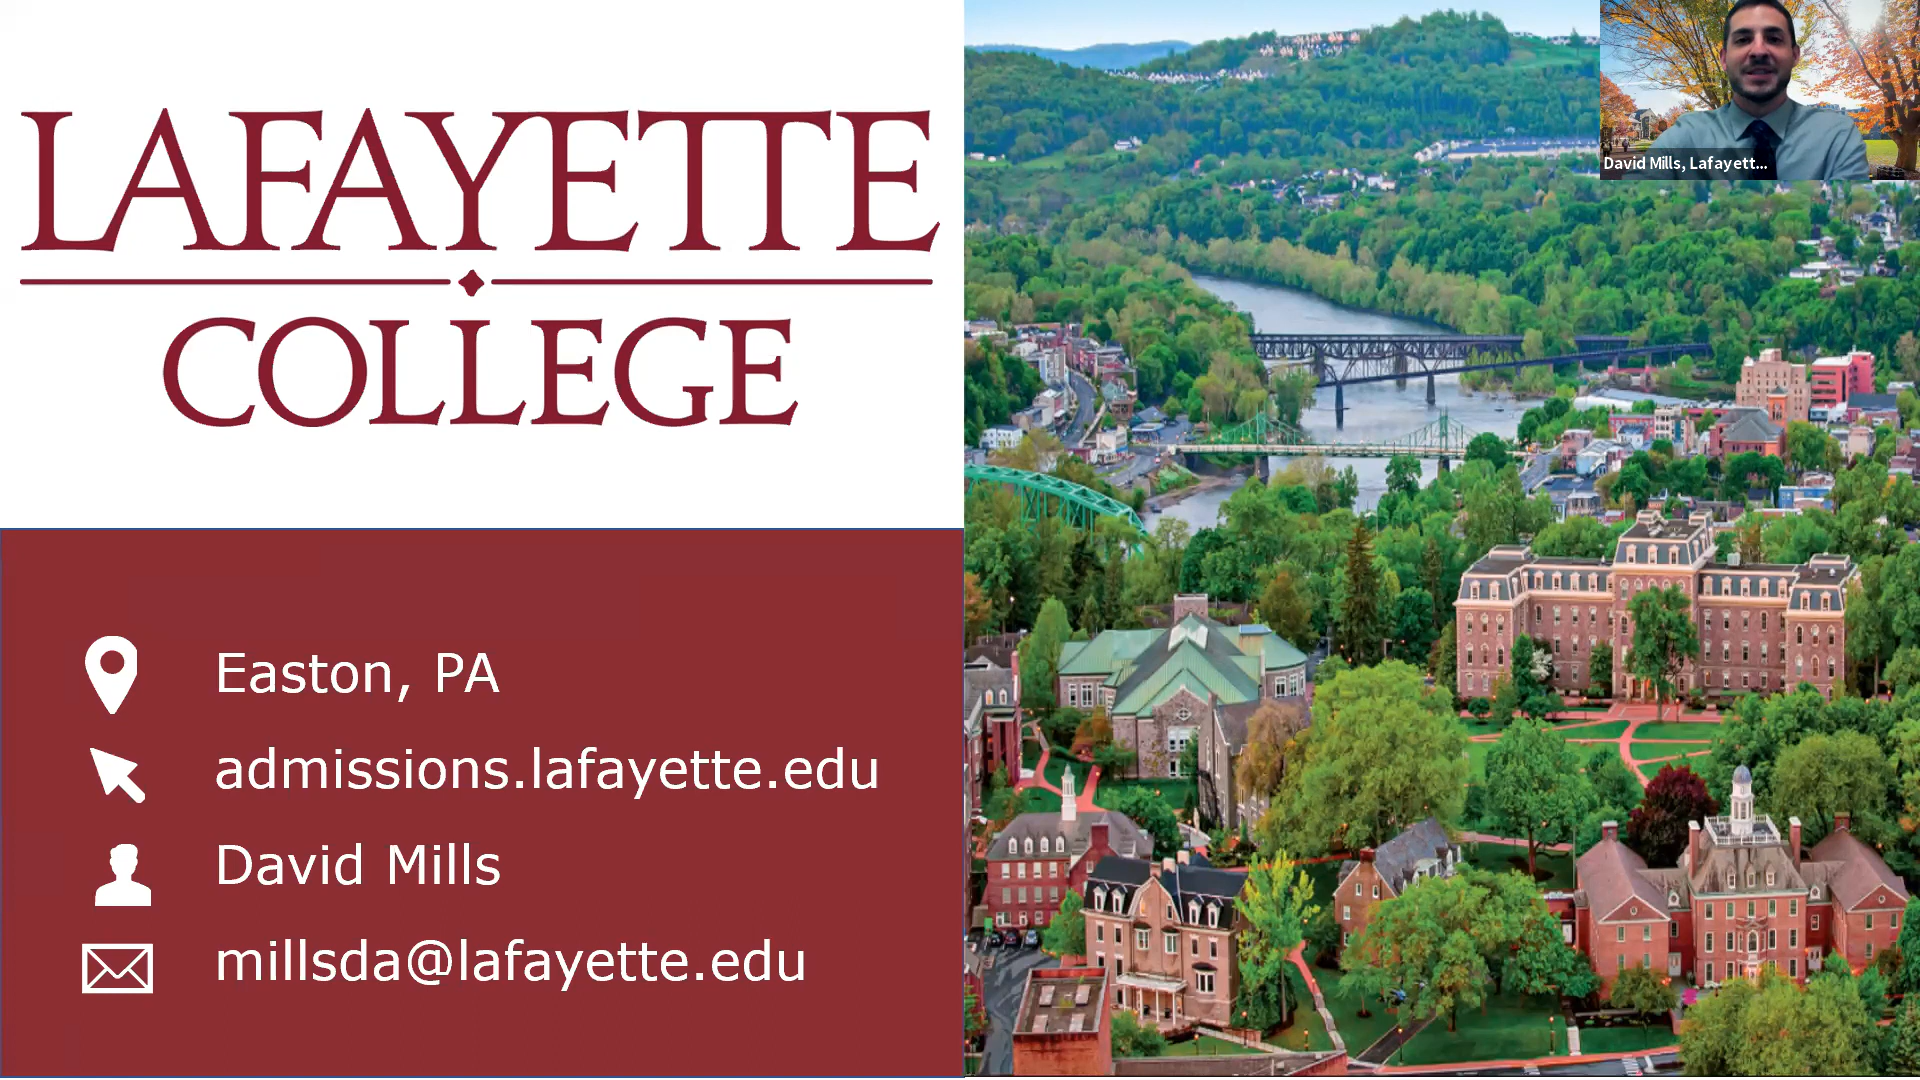 LAFAYETTE
COLLEGE
Easton, PA
admissions.lafayette.edu
David Mills
millsda@lafayette.edu
David Mills, Lafayett...